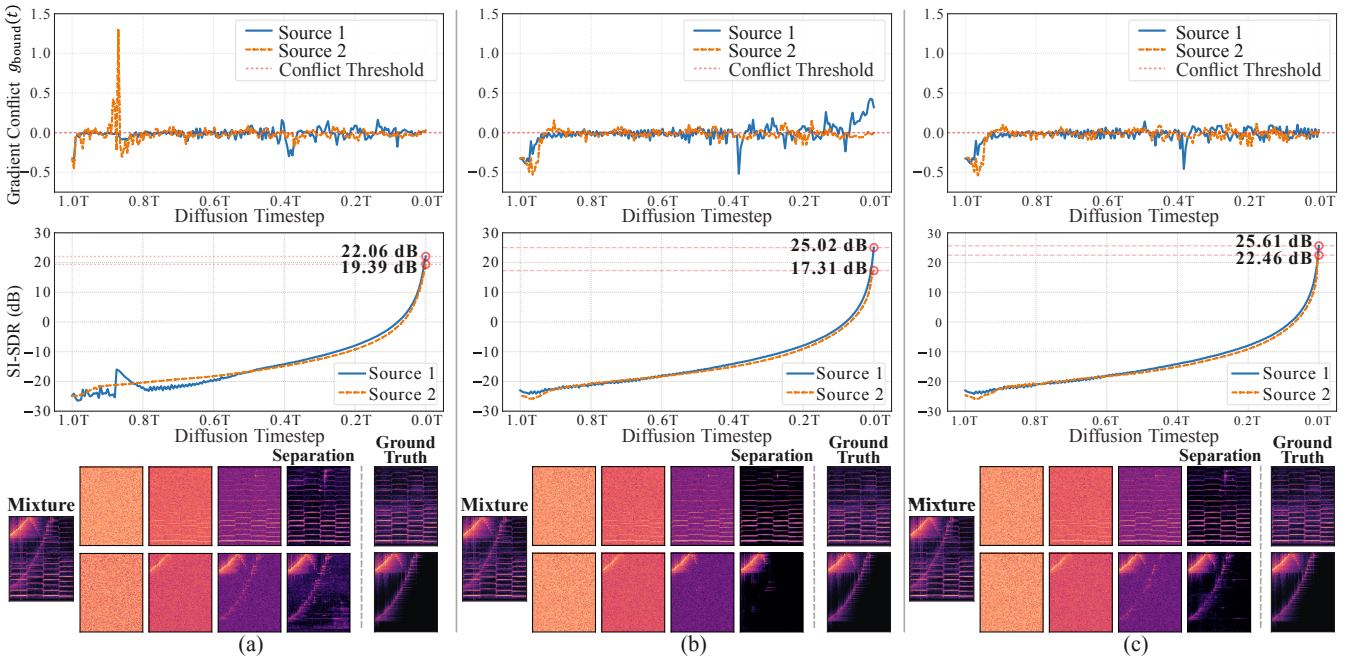 Gradient Conflict g_bound(t)
1.5
1.0
0.5
0.0
−0.5
Source 1
Source 2
Conflict Threshold
1.0T 0.8T 0.6T 0.4T 0.2T 0.0T
Diffusion Timestep
SI-SDR (dB)
30
20
10
0
−10
−20
−30
22.06 dB
19.39 dB
Source 1
Source 2
1.0T 0.8T 0.6T 0.4T 0.2T 0.0T
Diffusion Timestep
Mixture
Separation
Ground
Truth
(a)
1.5
1.0
0.5
0.0
−0.5
Source 1
Source 2
Conflict Threshold
1.0T 0.8T 0.6T 0.4T 0.2T 0.0T
Diffusion Timestep
30
20
10
0
−10
−20
−30
25.02 dB
17.31 dB
Source 1
Source 2
1.0T 0.8T 0.6T 0.4T 0.2T 0.0T
Diffusion Timestep
Mixture
Separation
Ground
Truth
(b)
1.5
1.0
0.5
0.0
−0.5
Source 1
Source 2
Conflict Threshold
1.0T 0.8T 0.6T 0.4T 0.2T 0.0T
Diffusion Timestep
30
20
10
0
−10
−20
−30
25.61 dB
22.46 dB
Source 1
Source 2
1.0T 0.8T 0.6T 0.4T 0.2T 0.0T
Diffusion Timestep
Mixture
Separation
Ground
Truth
(c)